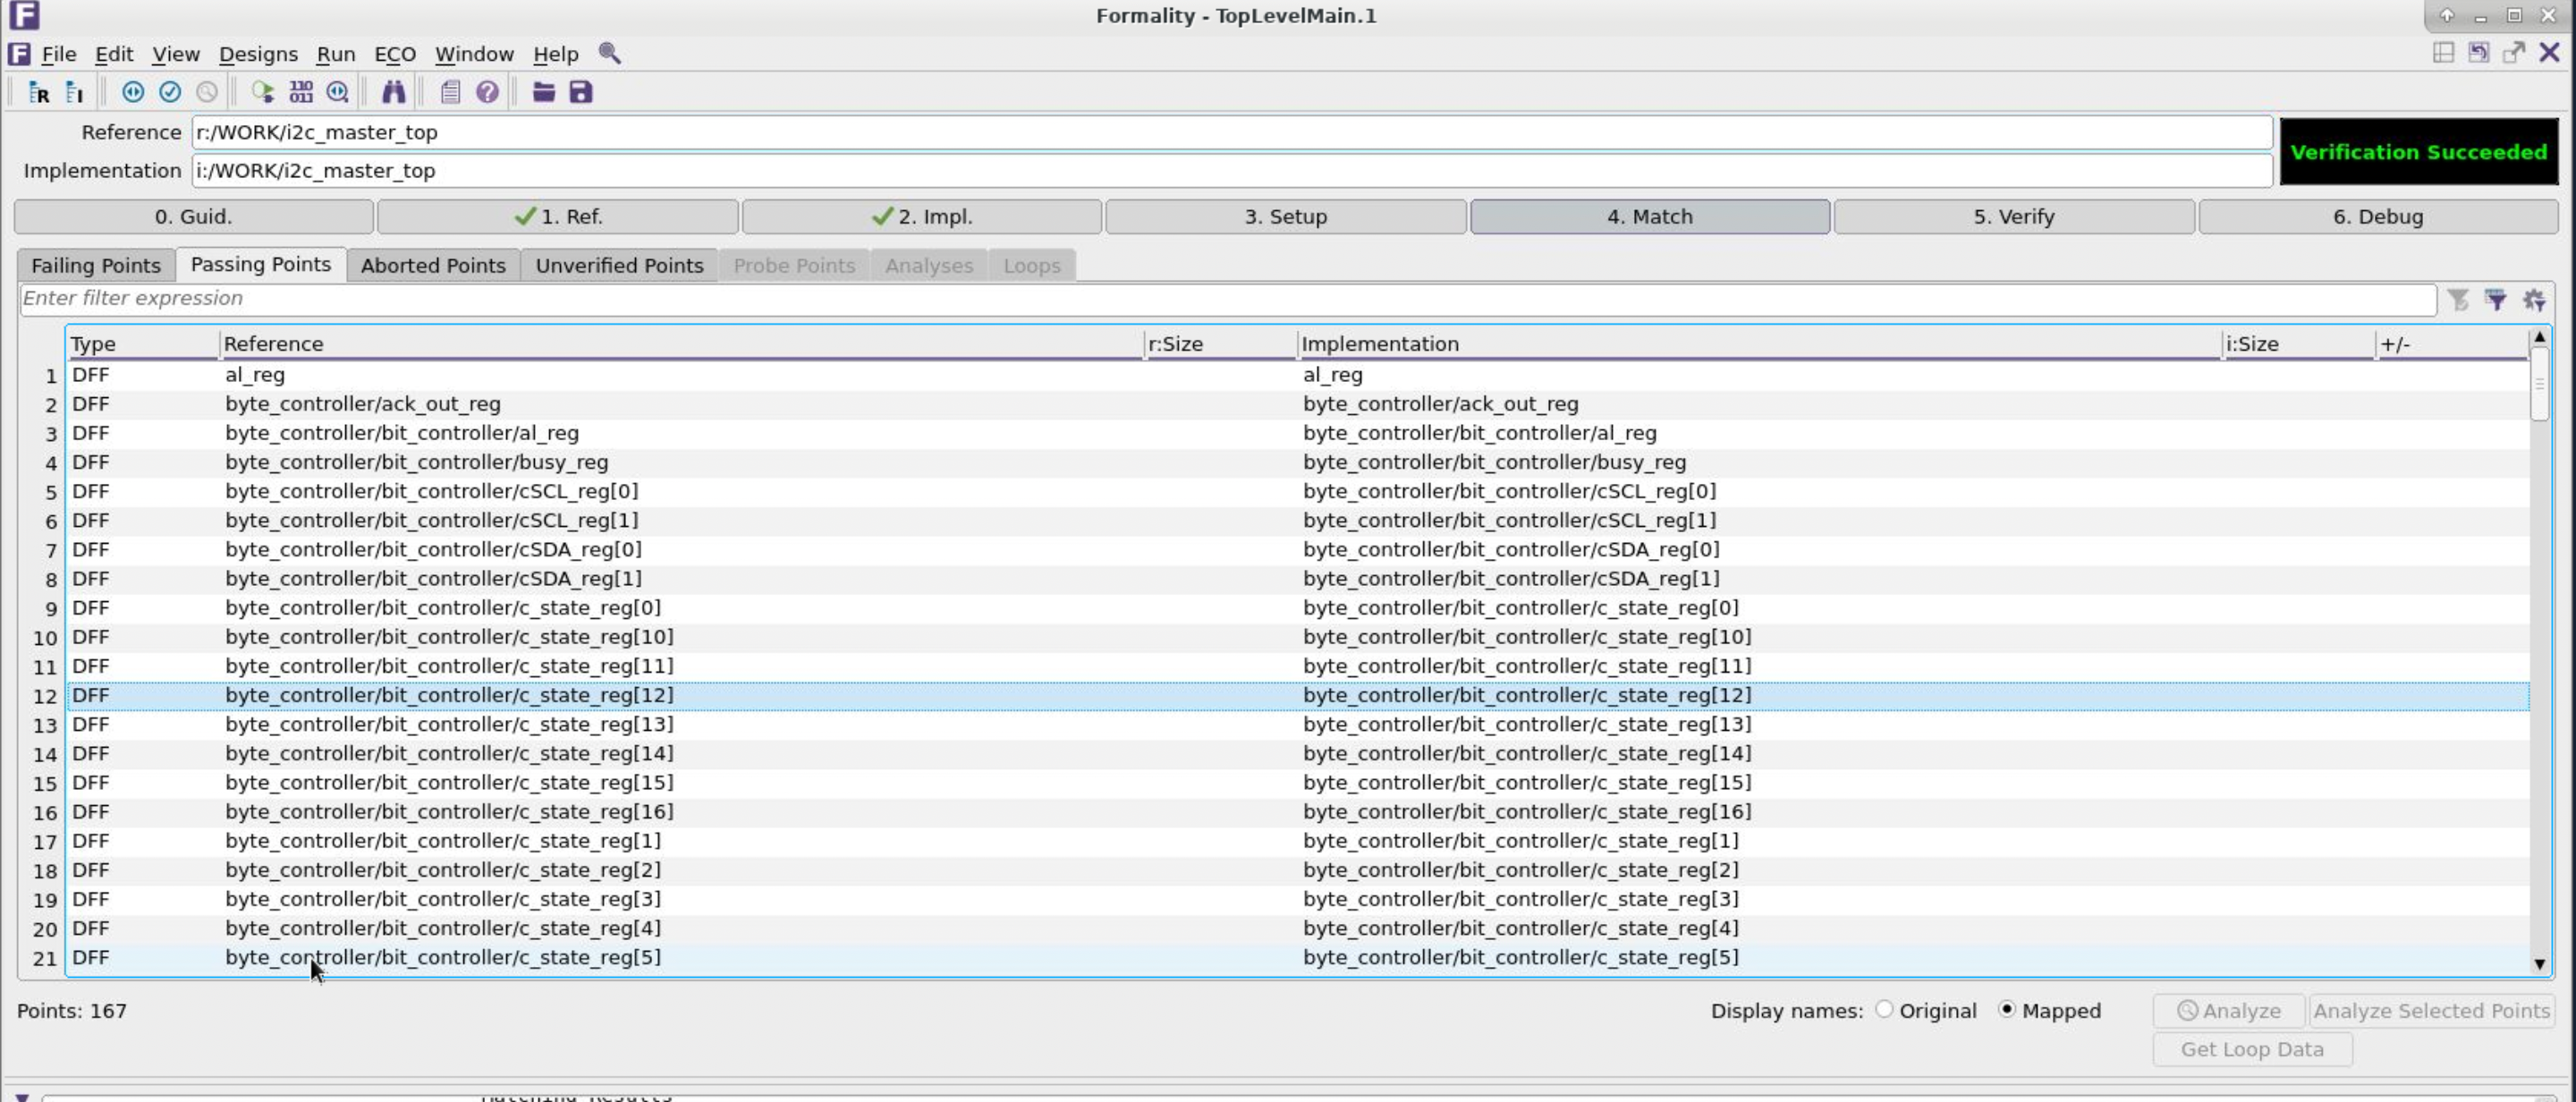 Formality - TopLevelMain.1
File Edit View Designs Run ECO Window Help
Reference r:/WORK/i2c_master_top
Implementation i:/WORK/i2c_master_top
Verification Succeeded
0. Guid. 1. Ref. 2. Impl. 3. Setup 4. Match 5. Verify 6. Debug
Failing Points Passing Points Aborted Points Unverified Points Probe Points Analyses Loops
Enter filter expression
Type Reference r:Size Implementation i:Size +/-
1 DFF al_reg al_reg
2 DFF byte_controller/ack_out_reg byte_controller/ack_out_reg
3 DFF byte_controller/bit_controller/al_reg byte_controller/bit_controller/al_reg
4 DFF byte_controller/bit_controller/busy_reg byte_controller/bit_controller/busy_reg
5 DFF byte_controller/bit_controller/cSCL_reg[0] byte_controller/bit_controller/cSCL_reg[0]
6 DFF byte_controller/bit_controller/cSCL_reg[1] byte_controller/bit_controller/cSCL_reg[1]
7 DFF byte_controller/bit_controller/cSDA_reg[0] byte_controller/bit_controller/cSDA_reg[0]
8 DFF byte_controller/bit_controller/cSDA_reg[1] byte_controller/bit_controller/cSDA_reg[1]
9 DFF byte_controller/bit_controller/c_state_reg[0] byte_controller/bit_controller/c_state_reg[0]
10 DFF byte_controller/bit_controller/c_state_reg[10] byte_controller/bit_controller/c_state_reg[10]
11 DFF byte_controller/bit_controller/c_state_reg[11] byte_controller/bit_controller/c_state_reg[11]
12 DFF byte_controller/bit_controller/c_state_reg[12] byte_controller/bit_controller/c_state_reg[12]
13 DFF byte_controller/bit_controller/c_state_reg[13] byte_controller/bit_controller/c_state_reg[13]
14 DFF byte_controller/bit_controller/c_state_reg[14] byte_controller/bit_controller/c_state_reg[14]
15 DFF byte_controller/bit_controller/c_state_reg[15] byte_controller/bit_controller/c_state_reg[15]
16 DFF byte_controller/bit_controller/c_state_reg[16] byte_controller/bit_controller/c_state_reg[16]
17 DFF byte_controller/bit_controller/c_state_reg[1] byte_controller/bit_controller/c_state_reg[1]
18 DFF byte_controller/bit_controller/c_state_reg[2] byte_controller/bit_controller/c_state_reg[2]
19 DFF byte_controller/bit_controller/c_state_reg[3] byte_controller/bit_controller/c_state_reg[3]
20 DFF byte_controller/bit_controller/c_state_reg[4] byte_controller/bit_controller/c_state_reg[4]
21 DFF byte_controller/bit_controller/c_state_reg[5] byte_controller/bit_controller/c_state_reg[5]
Points: 167 Display names: Original Mapped Analyze Analyze Selected Points
Get Loop Data
Matching Results